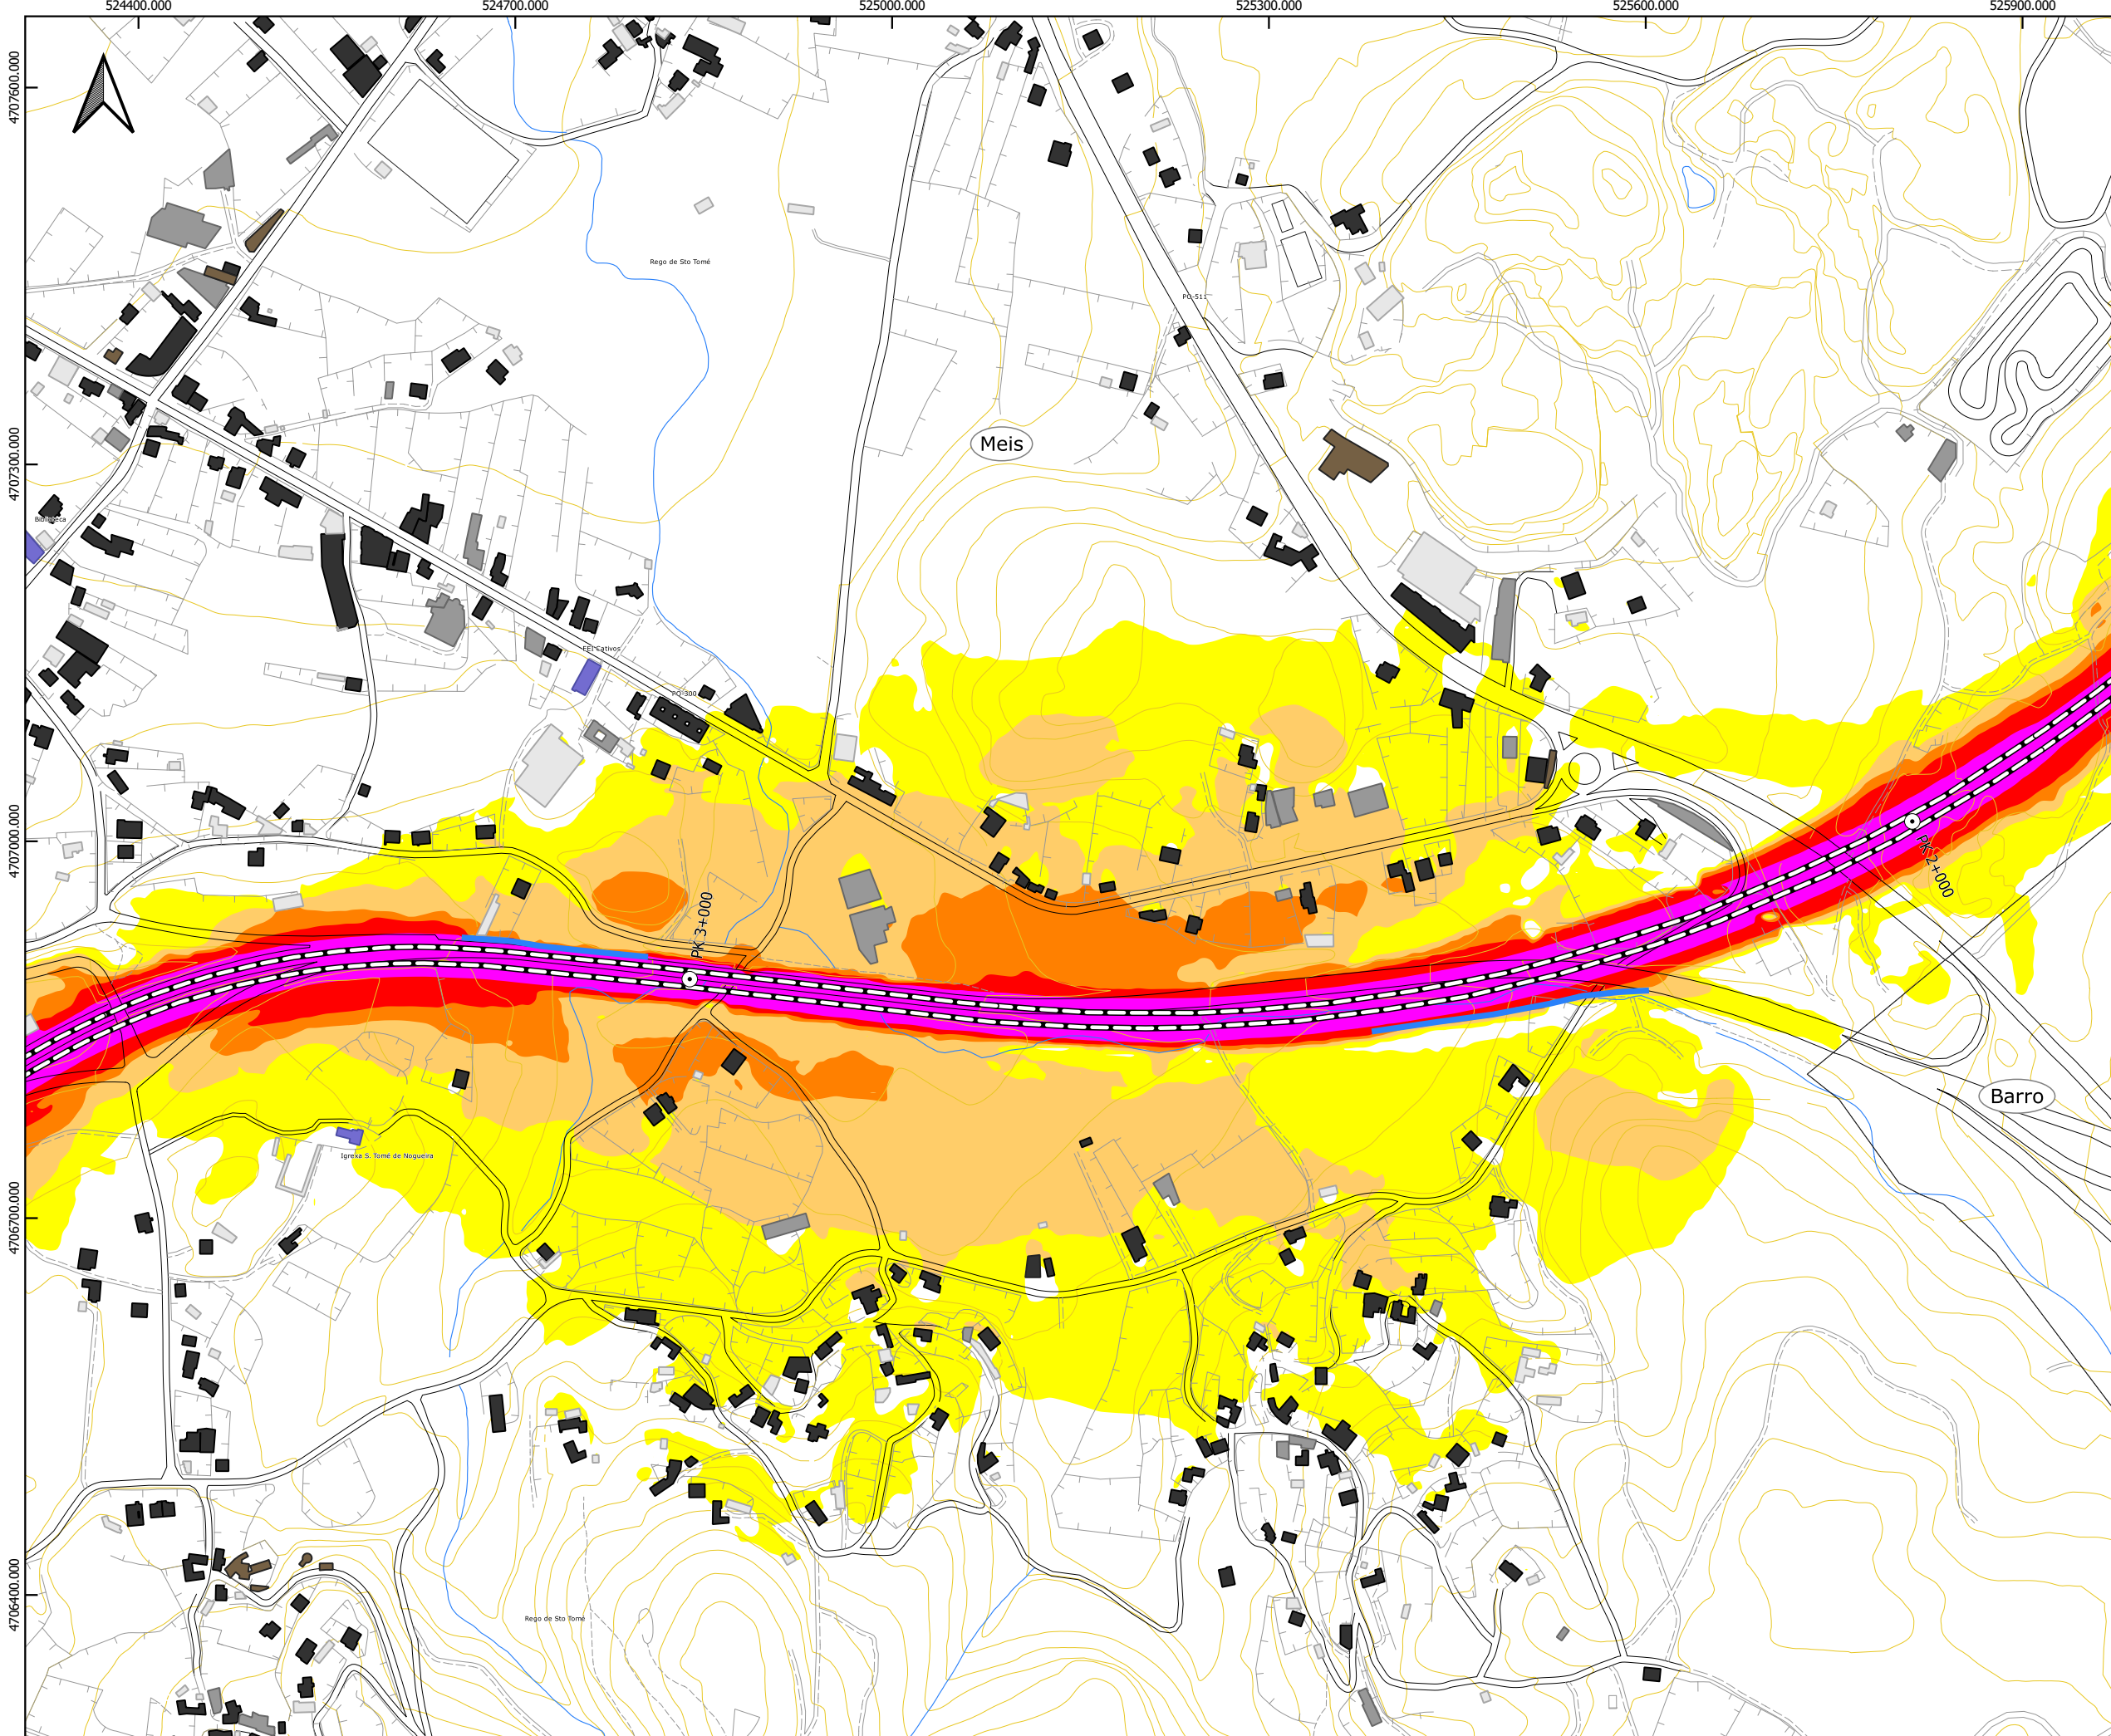 524400.000
524700.000
525000.000
525300.000
525600.000
525900.000
4707600.000
4707300.000
4707000.000
4706700.000
4706400.000
Rego de Sto Tomé
PO-511
Meis
Biblioteca
EEI Cativos
PO-300
PK 2+000
PK 3+000
Barro
Igrexa S. Tomé de Nogueira
Rego de Sto Tomé